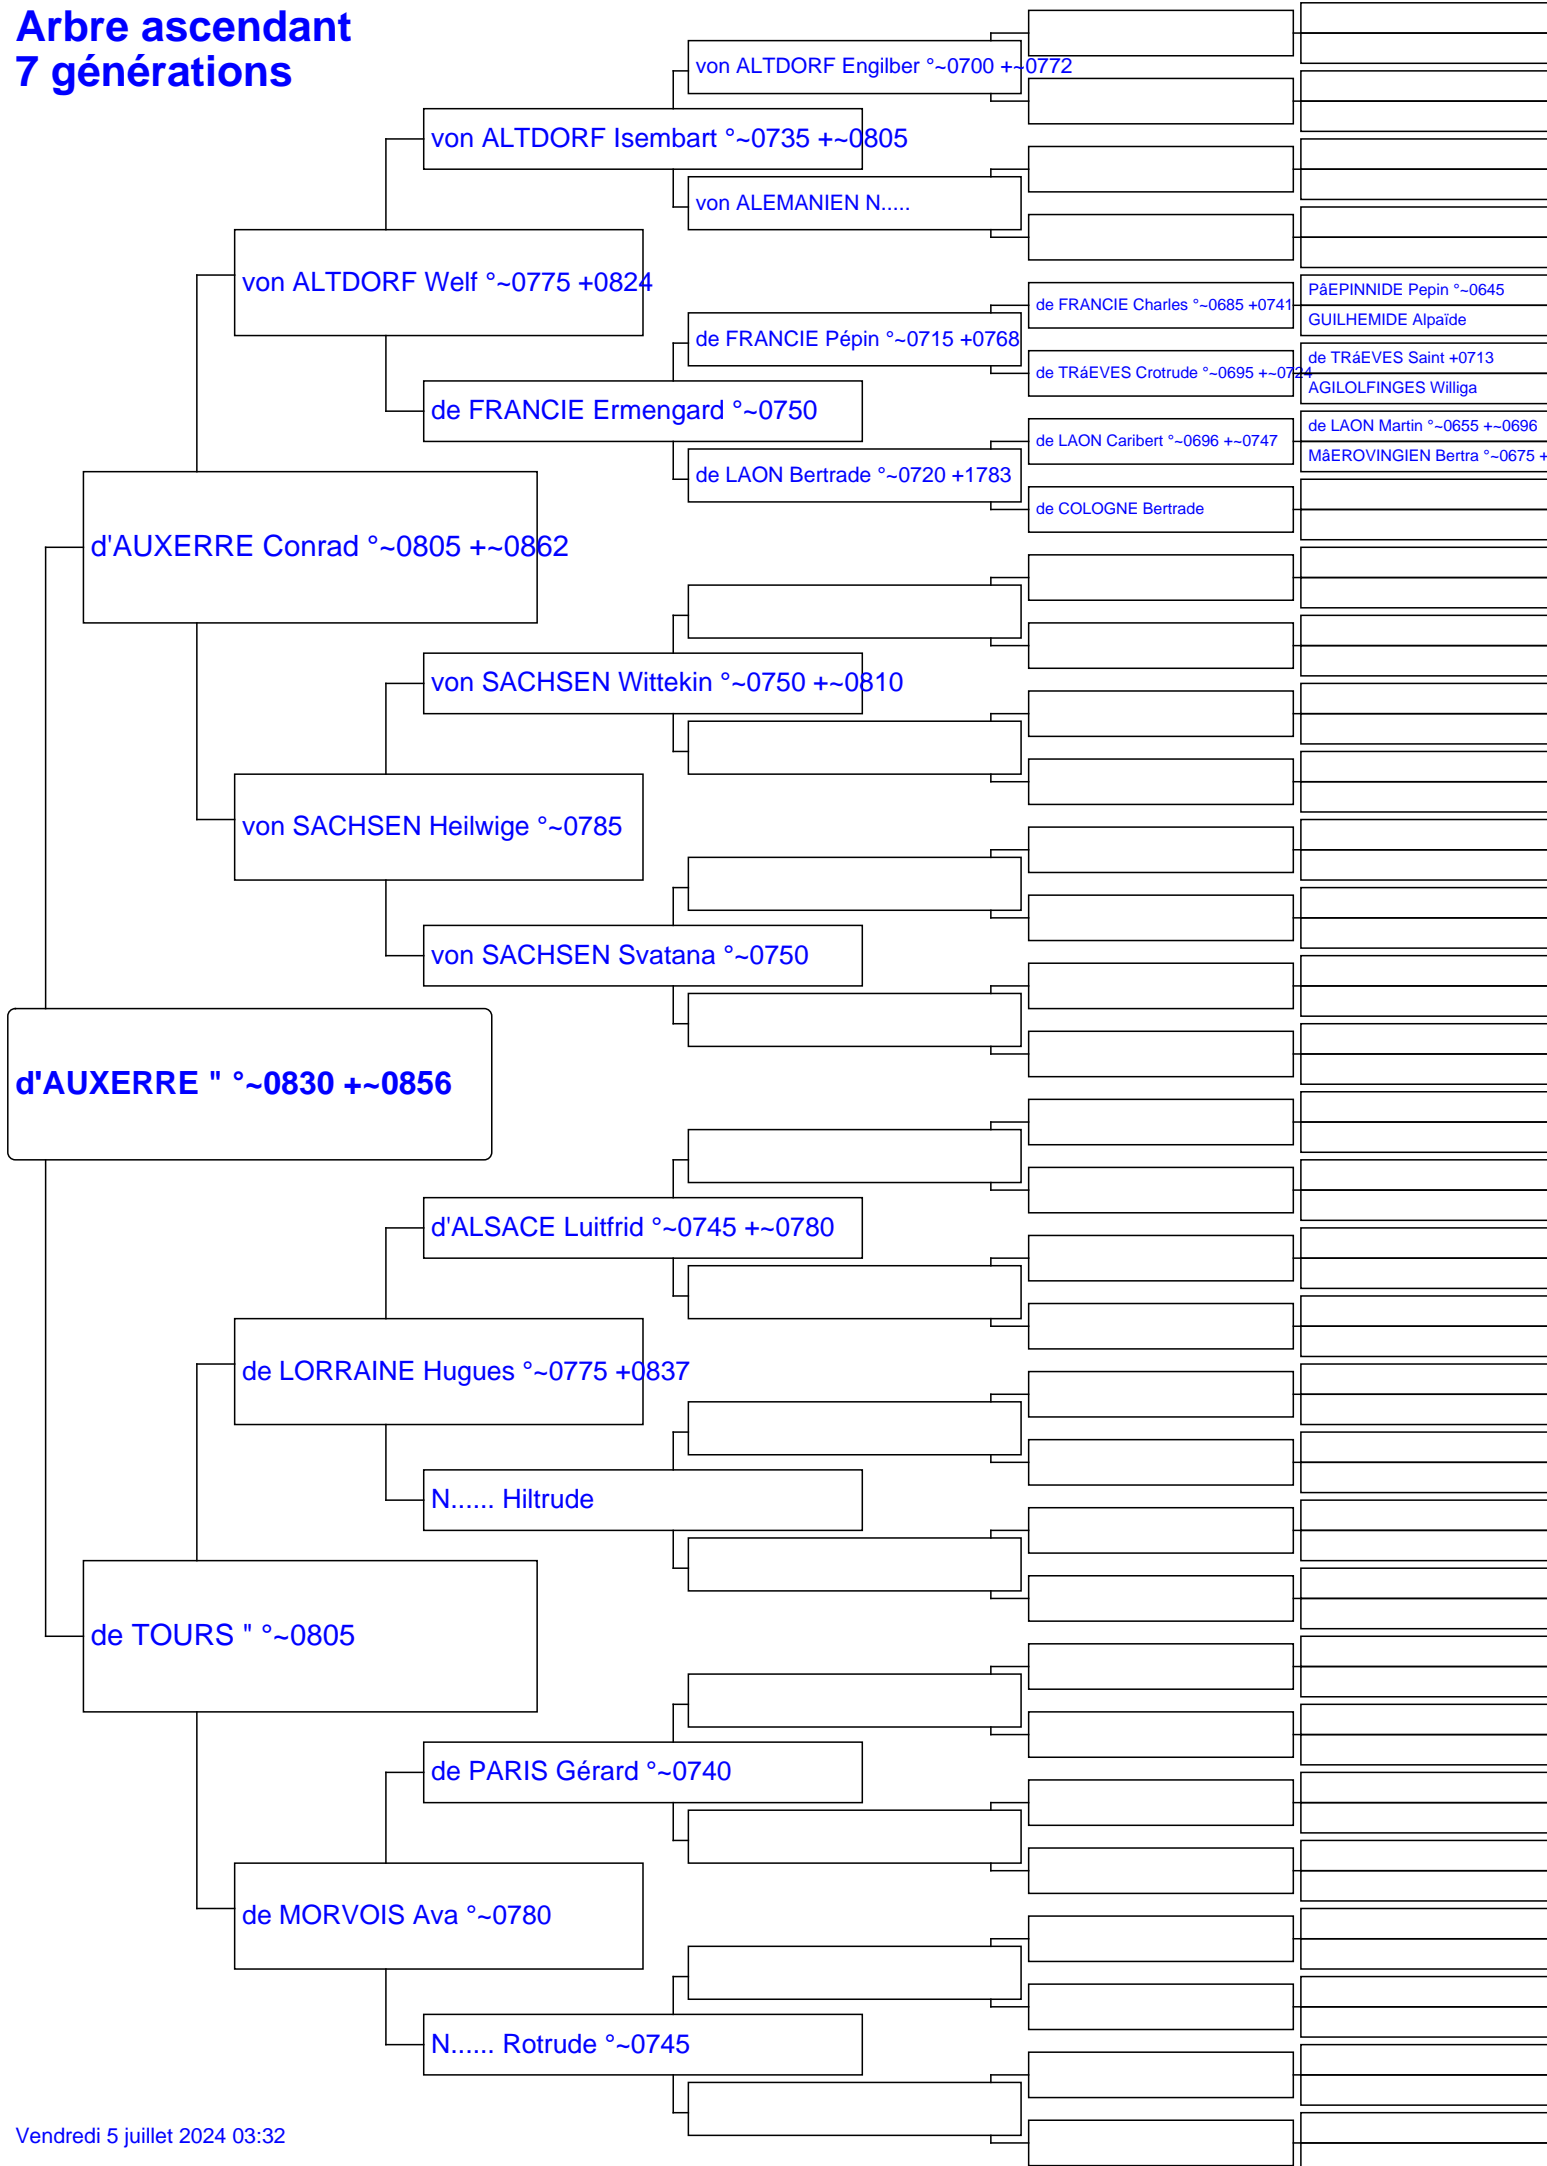 Arbre ascendant
7 générations
von ALTDORF Engilber °~0700 +~0772
von ALTDORF Isembart °~0735 +~0805
von ALEMANIEN N.....
von ALTDORF Welf °~0775 +0824
PâEPINNIDE Pepin °~0645
de FRANCIE Charles °~0685 +0741
GUILHEMIDE Alpaïde
de FRANCIE Pépin °~0715 +0768
de TRáEVES Saint +0713
de TRáEVES Crotrude °~0695 +~0724
AGILOLFINGES Williga
de FRANCIE Ermengard °~0750
de LAON Martin °~0655 +~0696
de LAON Caribert °~0696 +~0747
MâEROVINGIEN Bertra °~0675 +
de LAON Bertrade °~0720 +1783
de COLOGNE Bertrade
d'AUXERRE Conrad °~0805 +~0862
von SACHSEN Wittekin °~0750 +~0810
von SACHSEN Heilwige °~0785
von SACHSEN Svatana °~0750
d'AUXERRE " °~0830 +~0856
d'ALSACE Luitfrid °~0745 +~0780
de LORRAINE Hugues °~0775 +0837
N...... Hiltrude
de TOURS " °~0805
de PARIS Gérard °~0740
de MORVOIS Ava °~0780
N...... Rotrude °~0745
Vendredi 5 juillet 2024 03:32